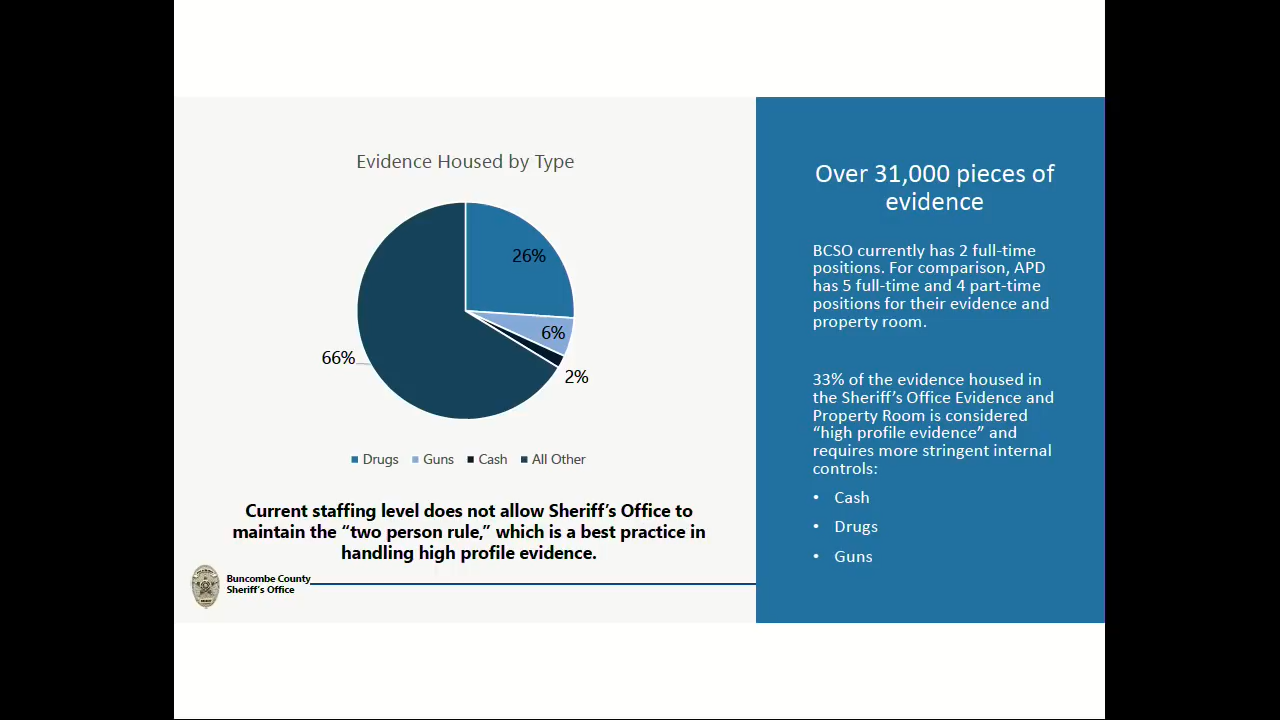 Evidence Housed by Type
26%
6%
2%
66%
Drugs Guns Cash All Other
Current staffing level does not allow Sheriff's Office to
maintain the “two person rule,” which is a best practice in
handling high profile evidence.
Buncombe County
Sheriff's Office
Over 31,000 pieces of
evidence
BCSO currently has 2 full-time
positions. For comparison, APD
has 5 full-time and 4 part-time
positions for their evidence and
property room.
33% of the evidence housed in
the Sheriff's Office Evidence and
Property Room is considered
“high profile evidence” and
requires more stringent internal
controls:
• Cash
• Drugs
• Guns